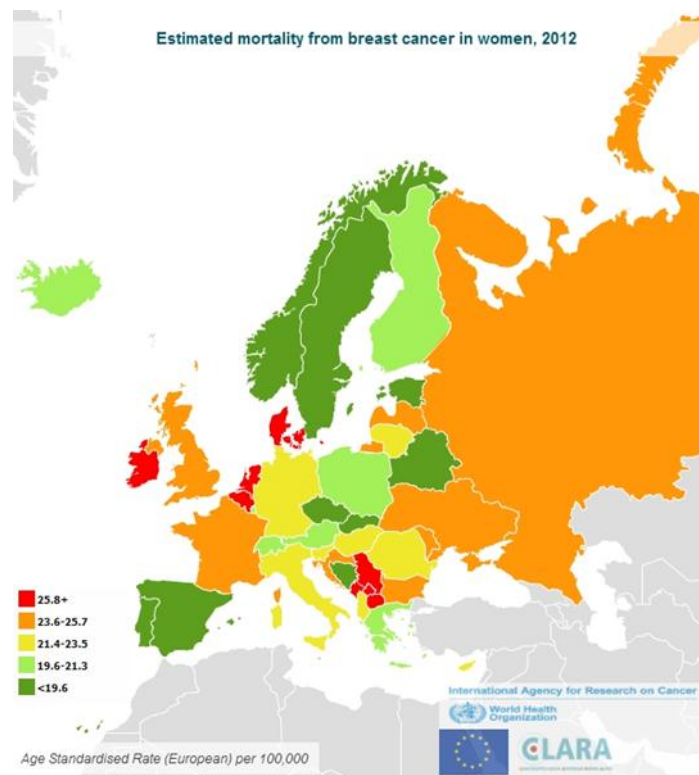 Estimated mortality from breast cancer in women, 2012
25.8+
23.6-25.7
21.4-23.5
19.6-21.3
<19.6
International Agency for Research on Cancer
World Health
Organization
CLARA
Age Standardised Rate (European) per 100,000